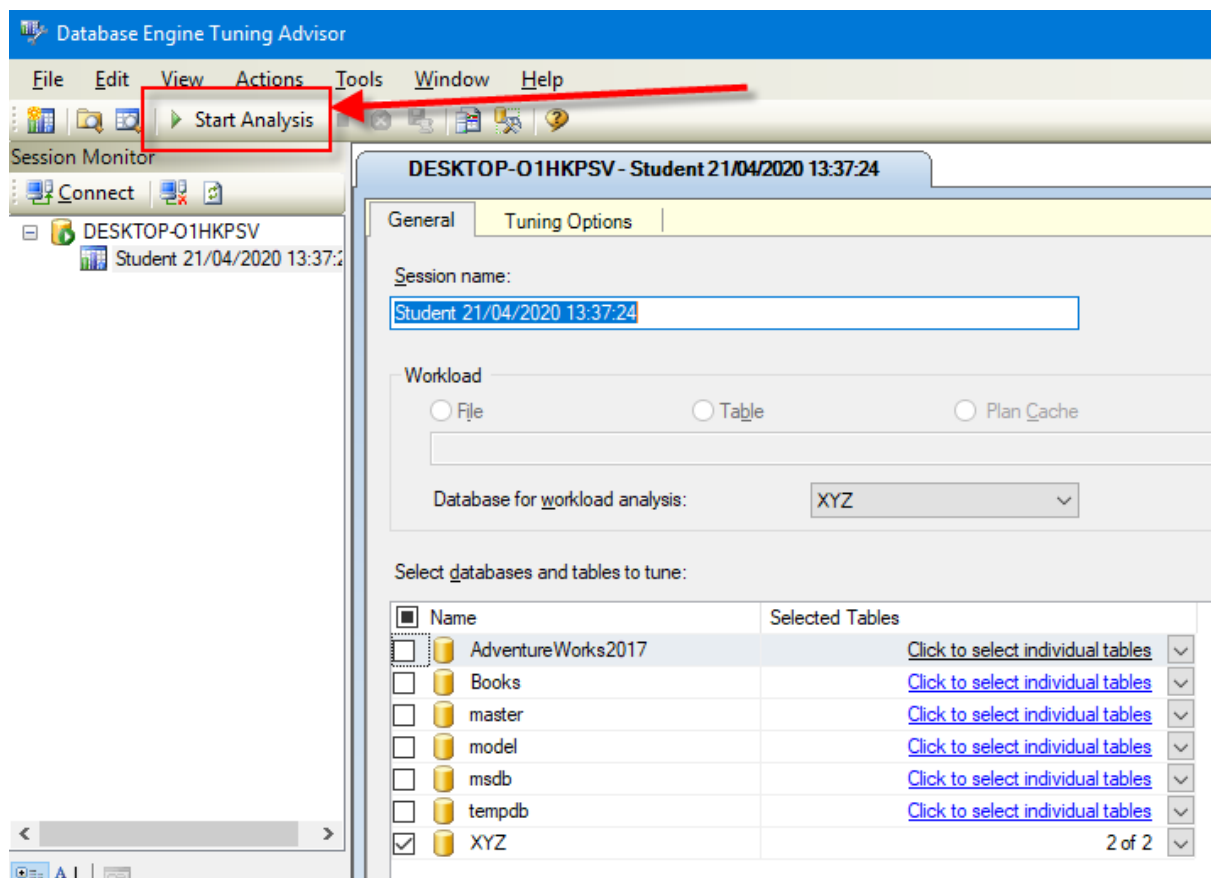 Database Engine Tuning Advisor
File Edit View Actions Tools Window Help
Start Analysis
Session Monitor
Connect
DESKTOP-O1HKPSV
Student 21/04/2020 13:37:2
DESKTOP-O1HKPSV - Student 21/04/2020 13:37:24
General Tuning Options
Session name:
Student 21/04/2020 13:37:24
Workload
File Table Plan Cache
Database for workload analysis: XYZ
Select databases and tables to tune:
Name Selected Tables
AdventureWorks2017 Click to select individual tables
Books Click to select individual tables
master Click to select individual tables
model Click to select individual tables
msdb Click to select individual tables
tempdb Click to select individual tables
XYZ 2 of 2